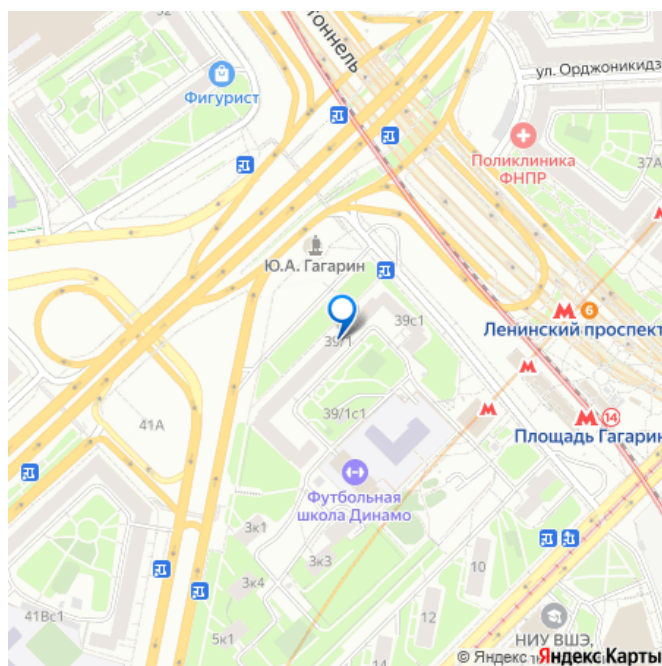 32
Тоннель
ул. Орджоникидз
Фигурист
Поликлиника
ФНПР
37А
Ю.А. Гагарин
39с1
39/1
6
Ленинский проспект
14
Площадь Гагарин
39/1с1
41А
Футбольная
школа Динамо
3к1
3к3
3к4
10
12
5к1
41Вс1
НИУ ВШЭ,
© Яндекс Яндекс Карты